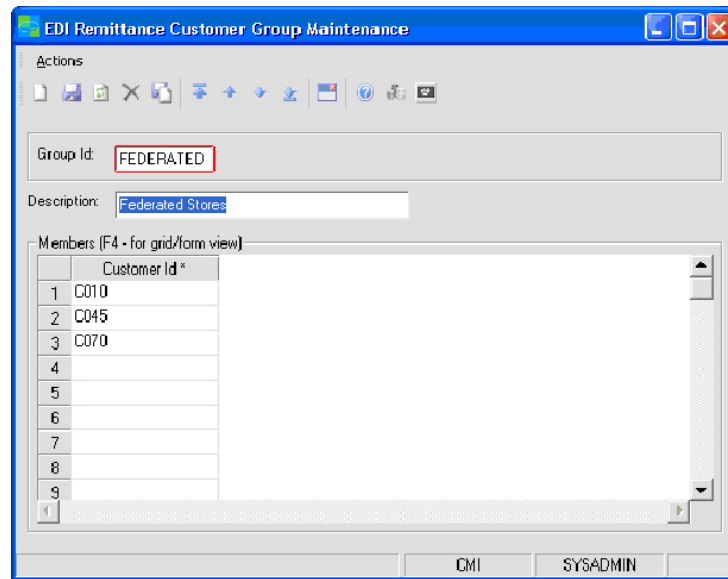 EDI Remittance Customer Group Maintenance
Actions
Group Id: FEDERATED
Description: Federated Stores
Members (F4 - for grid/form view)
Customer Id *
1 C010
2 C045
3 C070
4
5
6
7
8
9
CMI SYSADMIN